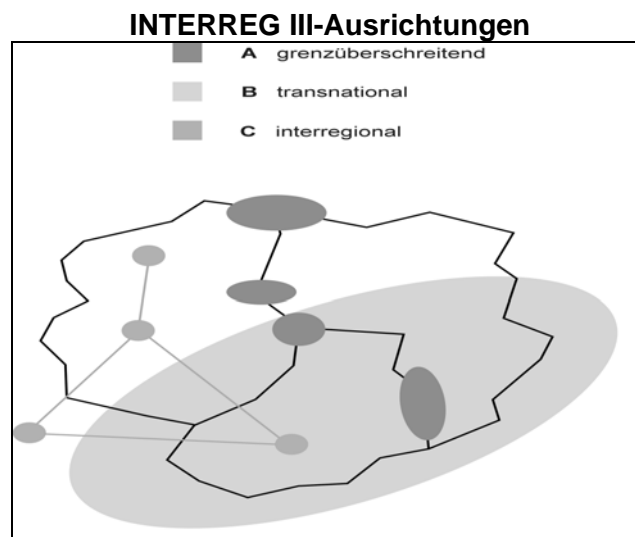 INTERREG III-Ausrichtungen
A grenzüberschreitend
B transnational
C interregional